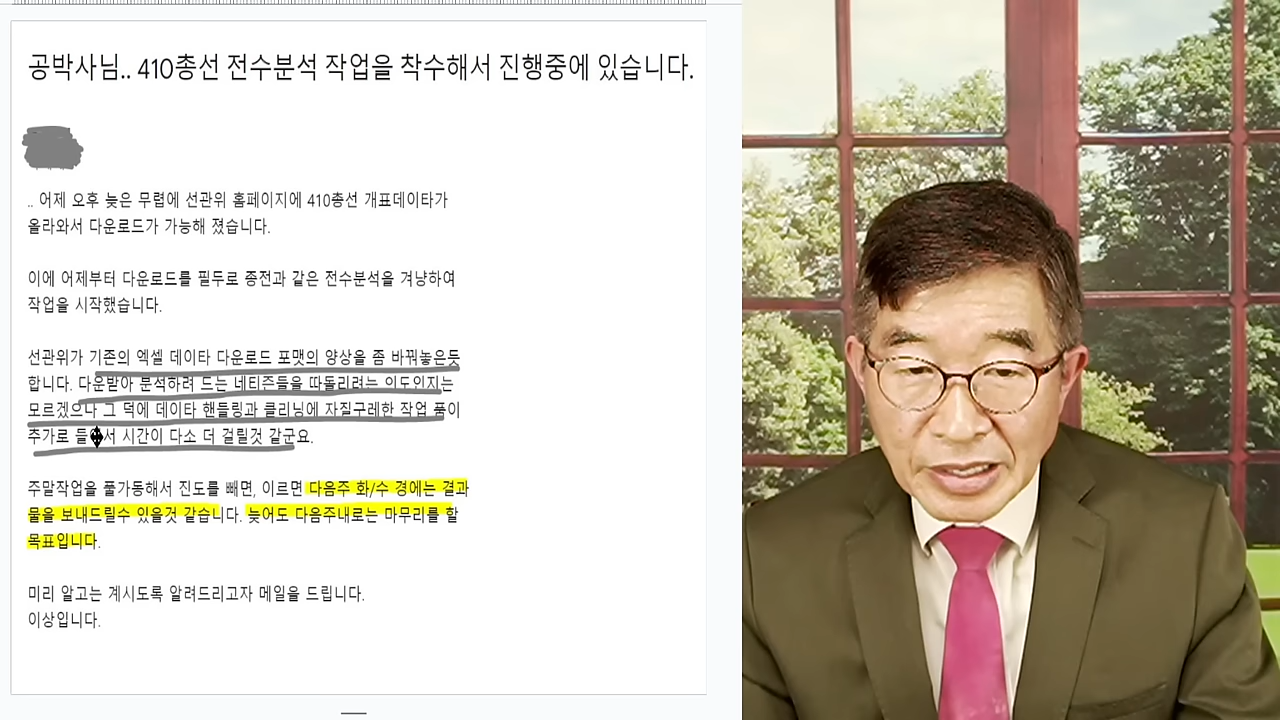 공박사님.. 410총선 전수분석 작업을 착수해서 진행중에 있습니다.
.. 어제 오후 늦은 무렵에 선관위 홈페이지에 410총선 개표데이타가
올라와서 다운로드가 가능해 졌습니다.
이에 어제부터 다운로드를 필두로 종전과 같은 전수분석을 겨냥하여
작업을 시작했습니다.
선관위가 기존의 엑셀 데이타 다운로드 포맷의 양상을 좀 바꿔놓은듯
합니다. 다운받아 분석하려 드는 네티즌들을 따돌리려는 의도인지는
모르겠으나 그 덕에 데이타 핸들링과 클리닝에 자질구레한 작업 품이
추가로 시간이 다소 더 걸릴것 같군요.
주말작업을 풀가동해서 진도를 빼면, 이르면 다음주 화/수 경에는 결과
물을 보내드릴수 있을것 같습니다. 늦어도 다음주내로는 마무리를 할
목표입니다.
미리 알고는 계시도록 알려드리고자 메일을 드립니다.
이상입니다.